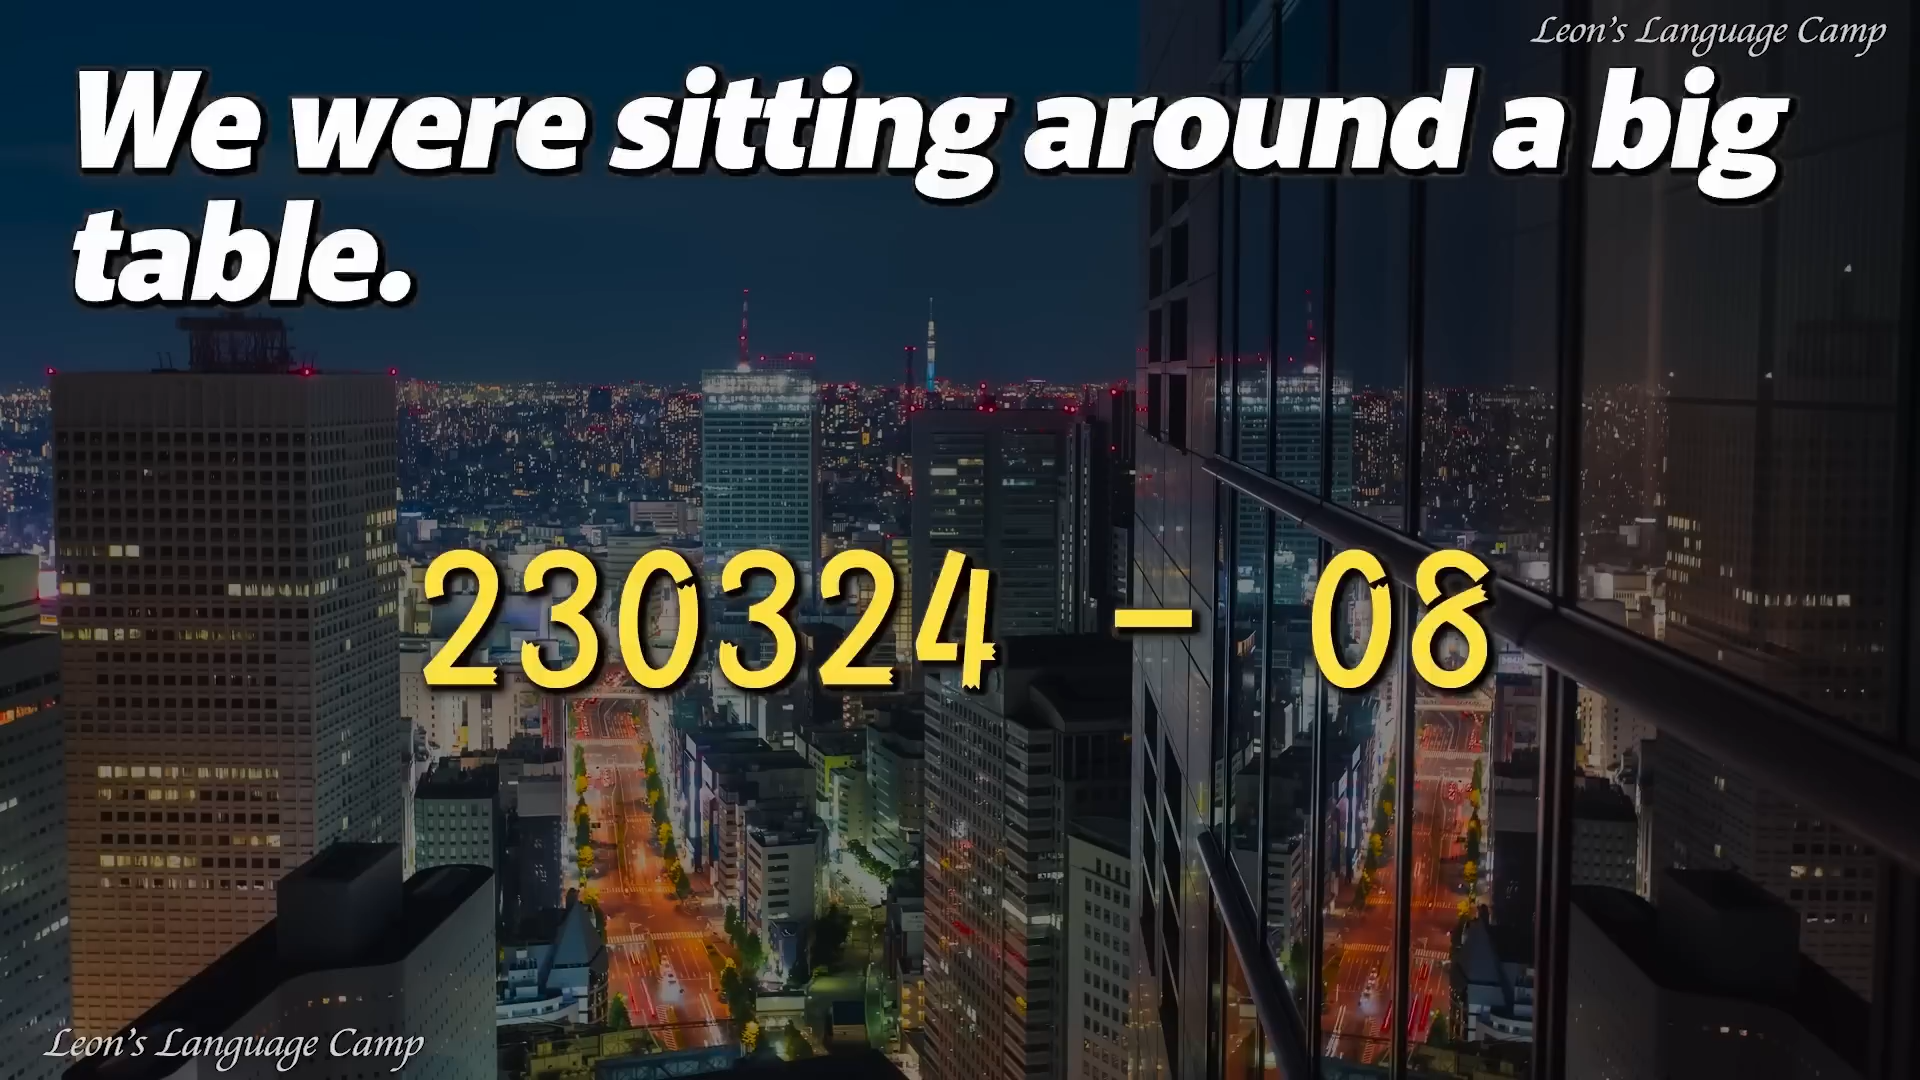 Leon's Language Camp
We were sitting around a big
table.
230324 - 08
Leon's Language Camp